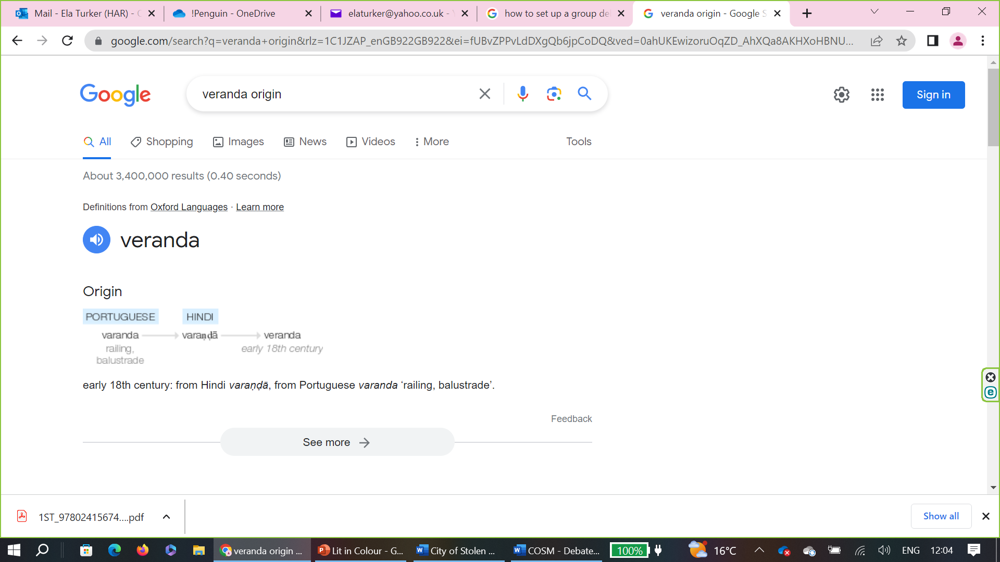 Mail - Ela Turker (HAR) -
!Penguin - OneDrive
elaturker@yahoo.co.uk -
how to set up a group de
veranda origin - Google S
google.com/search?q=veranda+origin&rlz=1C1JZAP_enGB922GB922&ei=fUBvZPPvLdDXgQb6jpCoDQ&ved=0ahUKEwizoruOqZD_AhXQa8AKHXoHBNU...
Google
veranda origin
Sign in
All
Shopping
Images
News
Videos
More
Tools
About 3,400,000 results (0.40 seconds)
Definitions from Oxford Languages · Learn more
veranda
Origin
PORTUGUESE HINDI
varanda varaṇḍā veranda
railing, early 18th century
balustrade
early 18th century: from Hindi varaṇḍā, from Portuguese varanda ‘railing, balustrade’.
Feedback
See more
1ST_97802415674....pdf
Show all
veranda origin ...
Lit in Colour - G...
City of Stolen ...
COSM - Debate...
100%
16°C
ENG
12:04